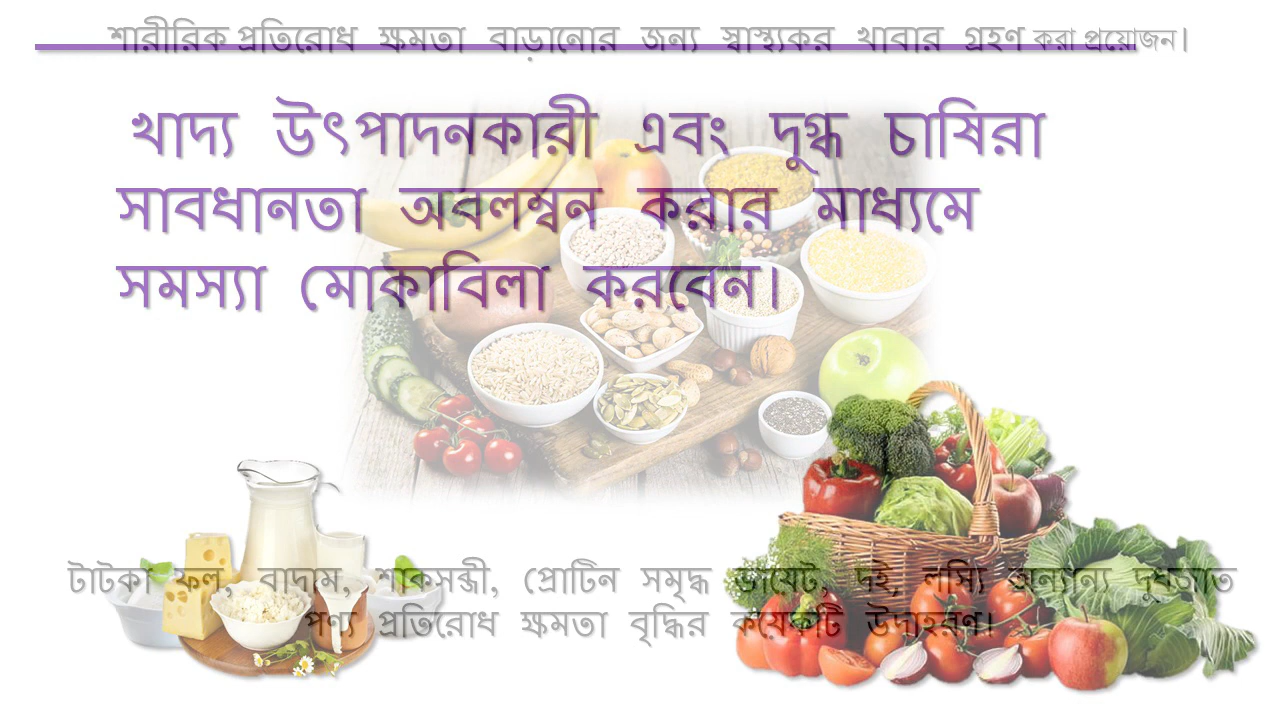 শারীরিক প্রতিরোধ ক্ষমতা বাড়ানোর জন্য স্বাস্থ্যকর খাবার গ্রহণ করা প্রয়োজন।
খাদ্য উৎপাদনকারী এবং দুগ্ধ চাষিরা
সাবধানতা অবলম্বন করার মাধ্যমে
সমস্যা মোকাবিলা করবেন।
টাটকা ফল, বাদাম, শাকসব্জী, প্রোটিন সমৃদ্ধ ডায়েট, দই, লস্যি অন্যান্য দুধজাত
পণ্য প্রতিরোধ ক্ষমতা বৃদ্ধির কয়েকটি উদাহরণ।